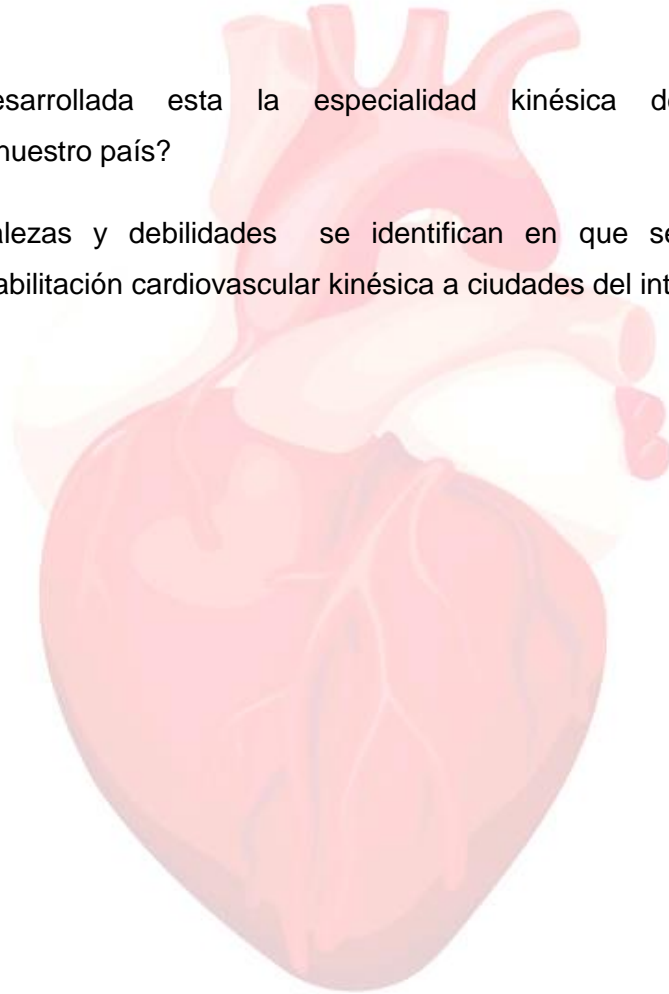 esarrollada esta la especialidad kinésica d
nuestro país?
alezas y debilidades se identifican en que se
abilitación cardiovascular kinésica a ciudades del int